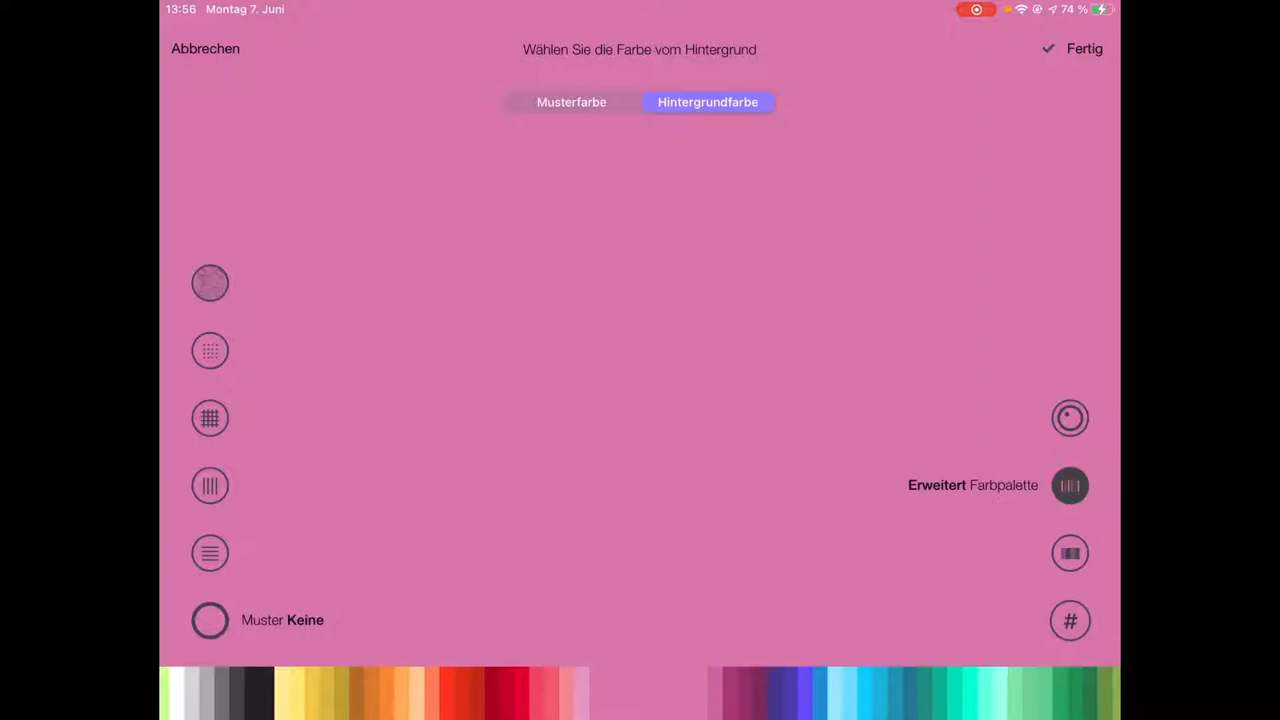 13:56 Montag 7. Juni
74 %
Abbrechen
Wählen Sie die Farbe vom Hintergrund
Fertig
Musterfarbe
Hintergrundfarbe
Erweitert Farbpalette
Muster Keine
#